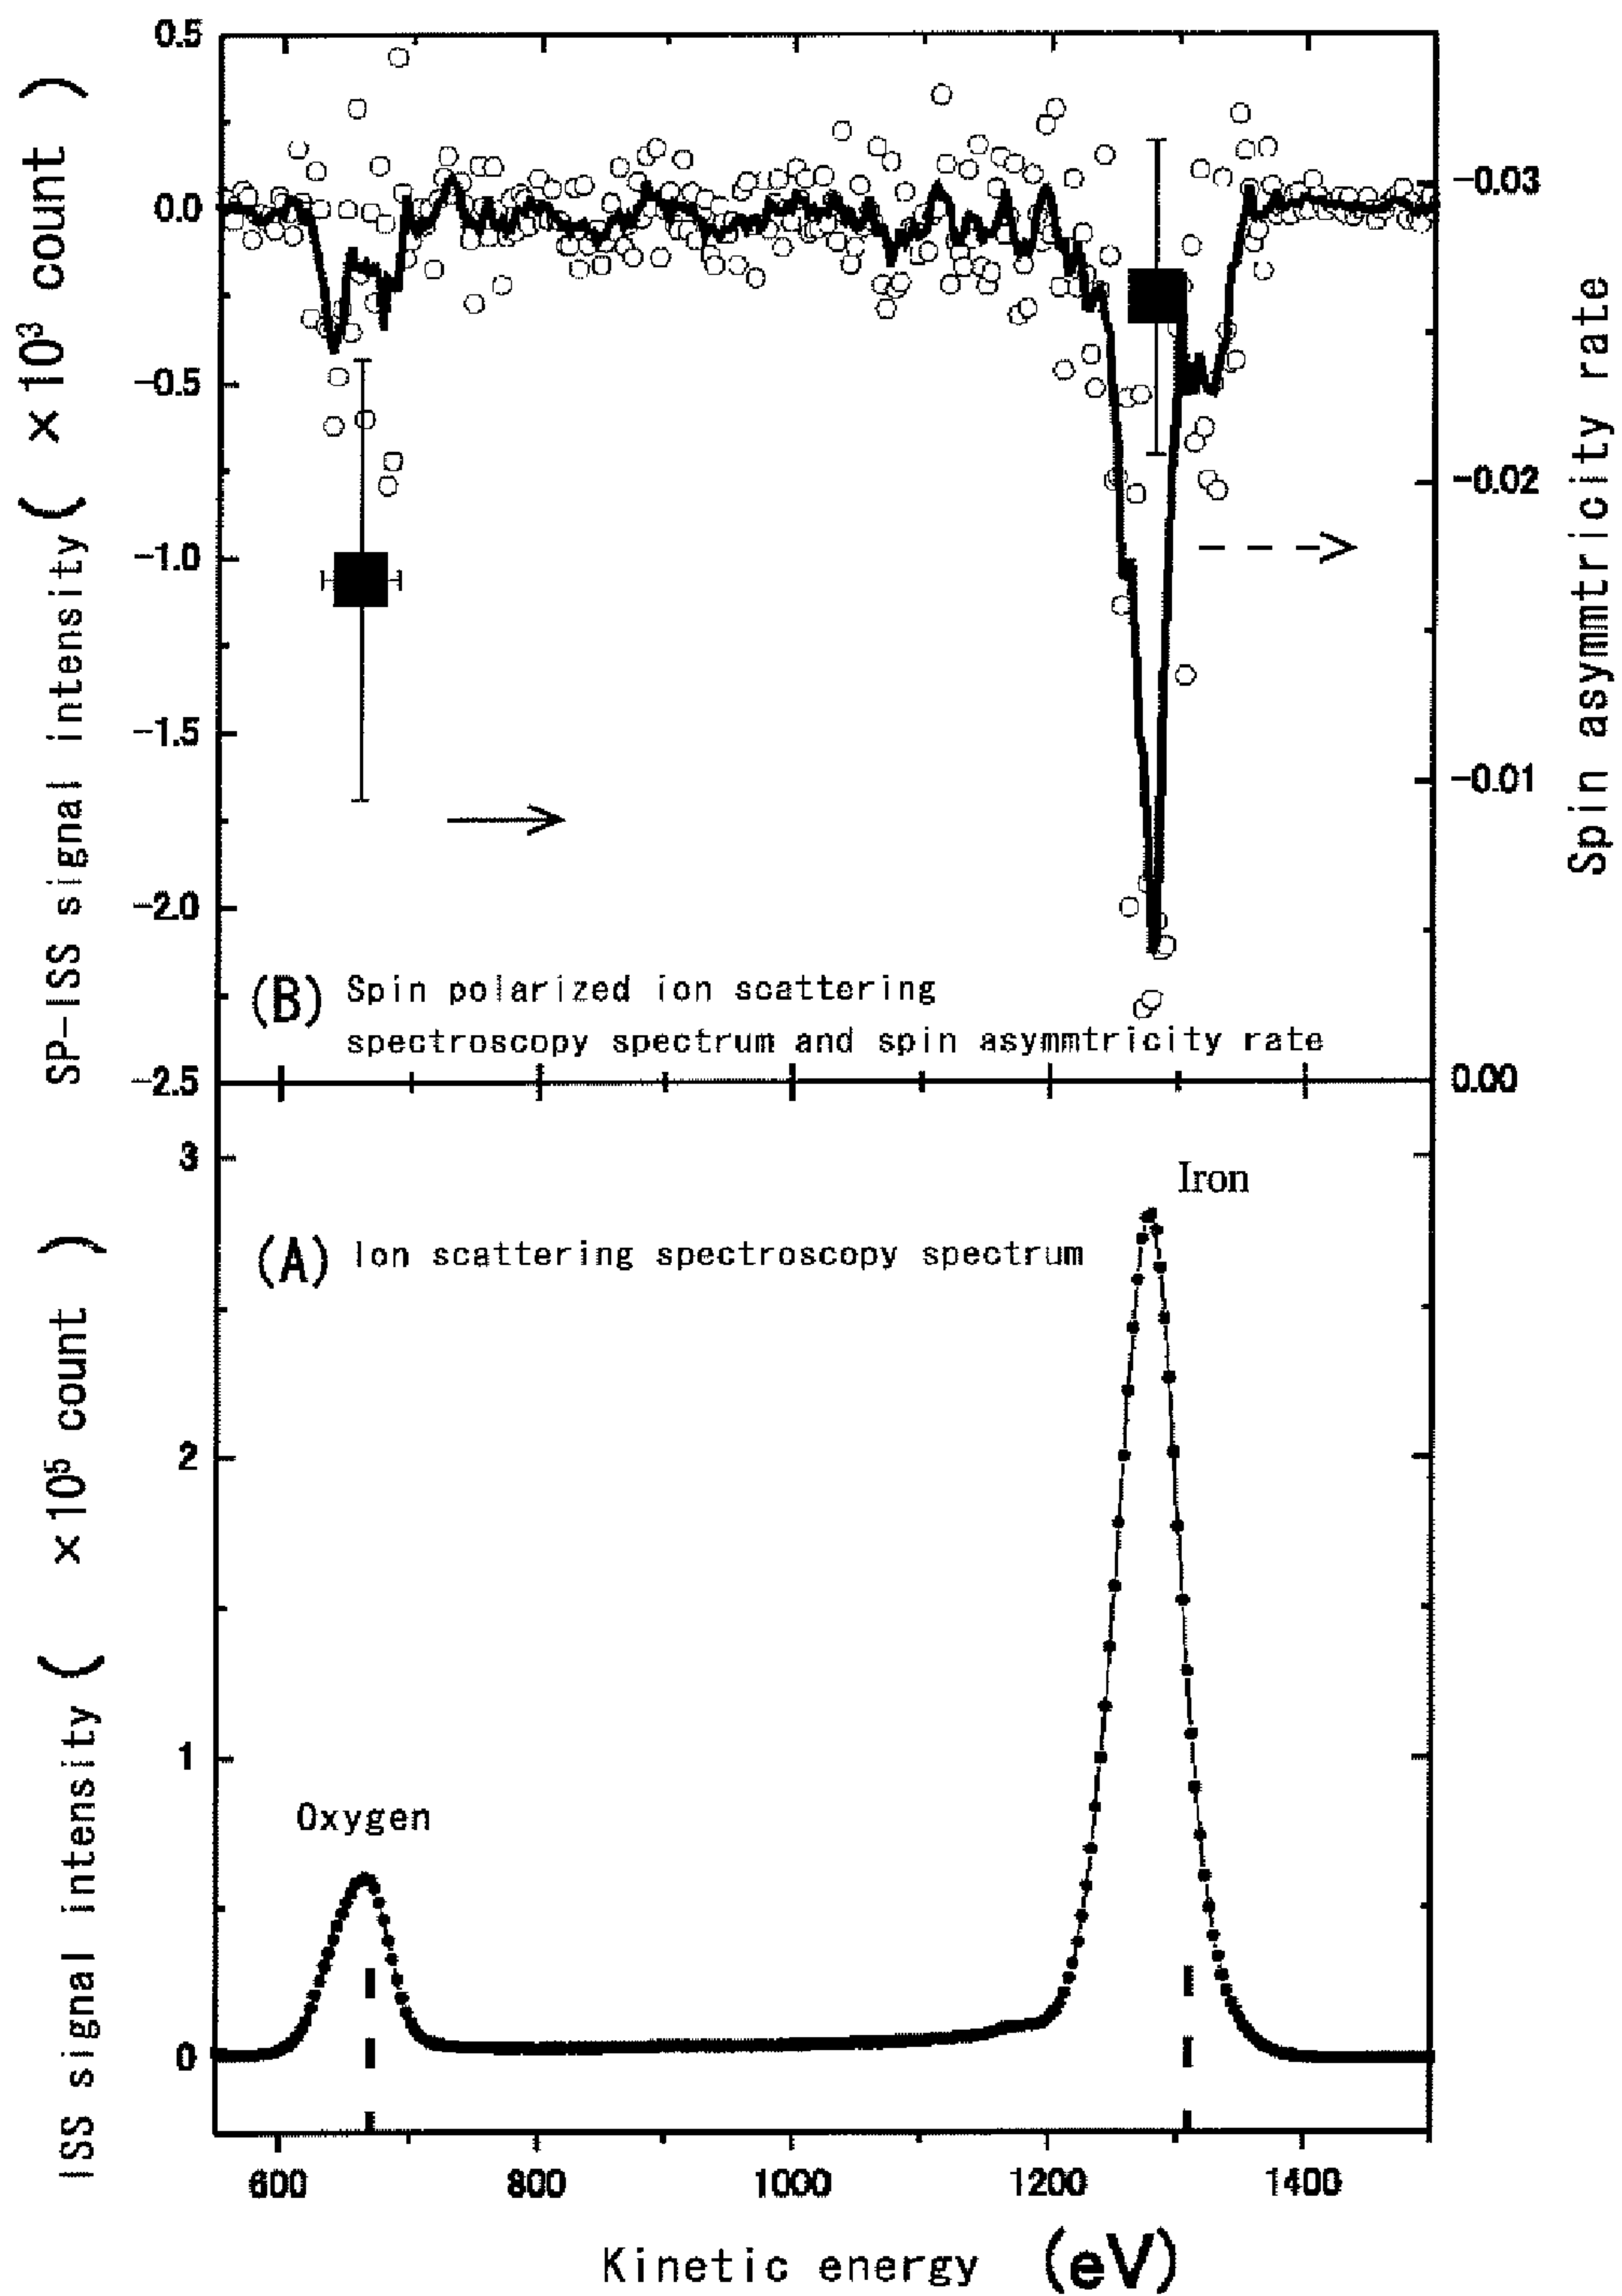 0.5
0.0
-0.5
-1.0
-1.5
-2.0
-2.5
SP-ISS signal intensity ( ×10³ count )
-0.03
-0.02
-0.01
0.00
Spin asymmtricity rate
(B) Spin polarized ion scattering
spectroscopy spectrum and spin asymmtricity rate
3
2
1
0
ISS signal intensity ( ×10⁵ count )
Iron
(A) Ion scattering spectroscopy spectrum
Oxygen
600 800 1000 1200 1400
Kinetic energy (eV)